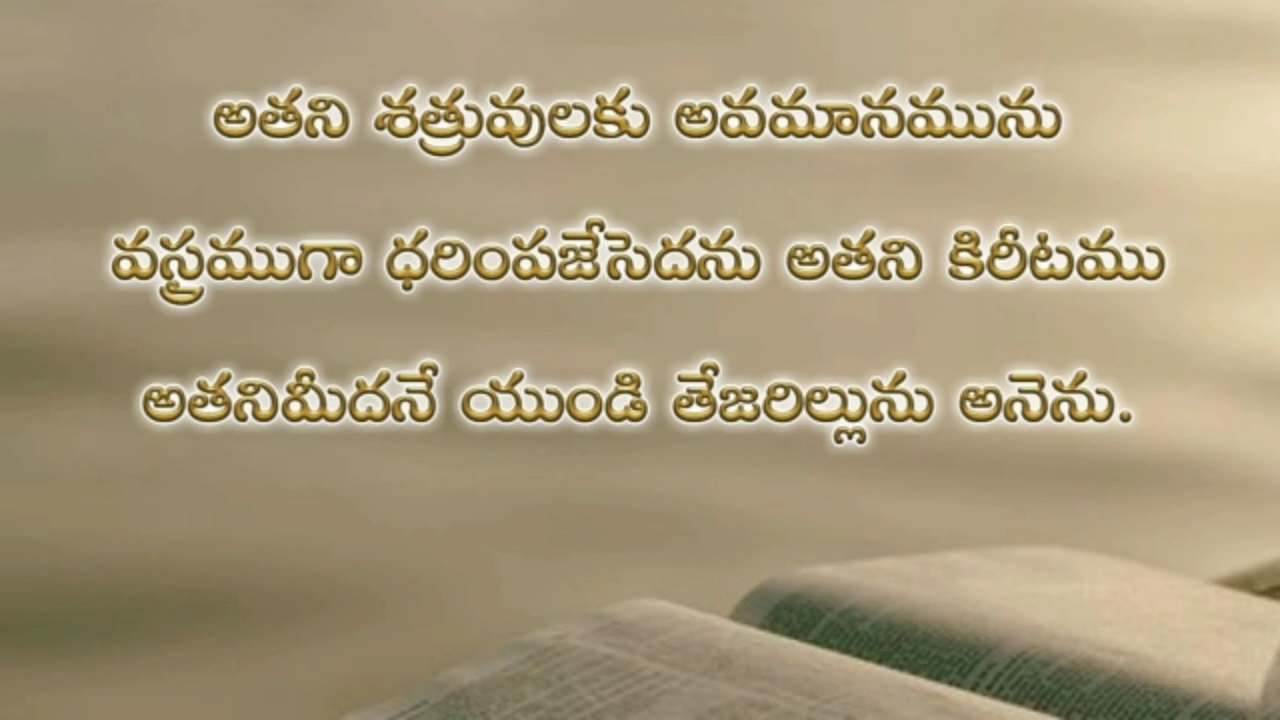 అతని శత్రువులకు అవమానమును
వస్త్రముగా ధరింపజేసెదను అతని కిరీటము
అతనిమీదనే యుండి తేజరిల్లును అనెను.